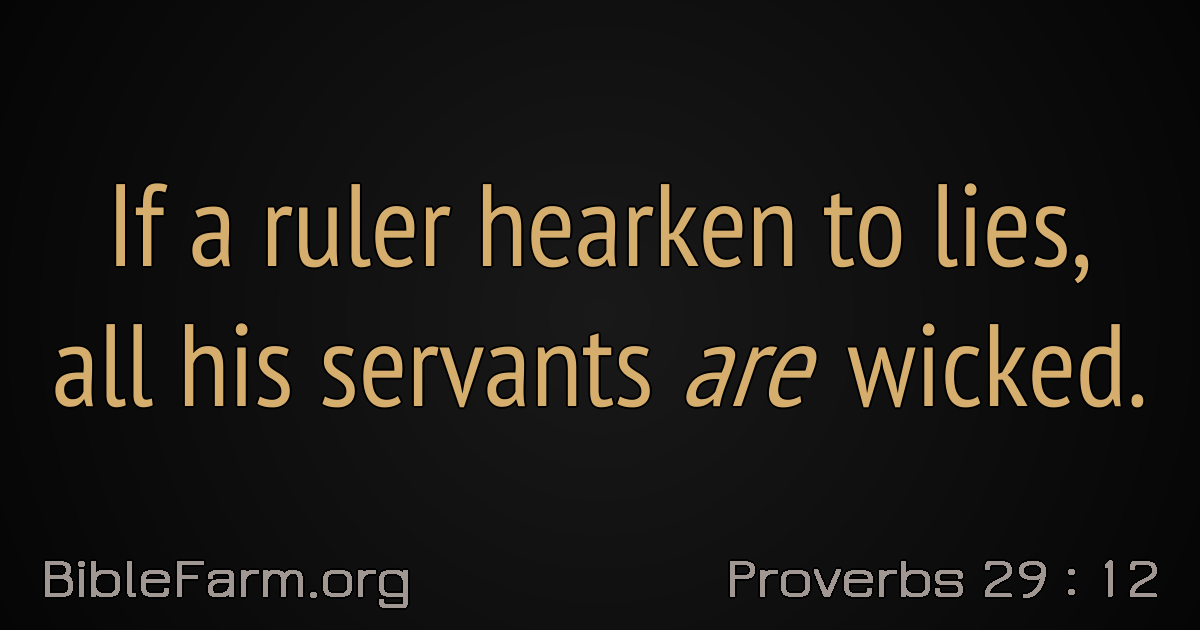 If a ruler hearken to lies,
all his servants are wicked.
BibleFarm.org
Proverbs 29 : 12